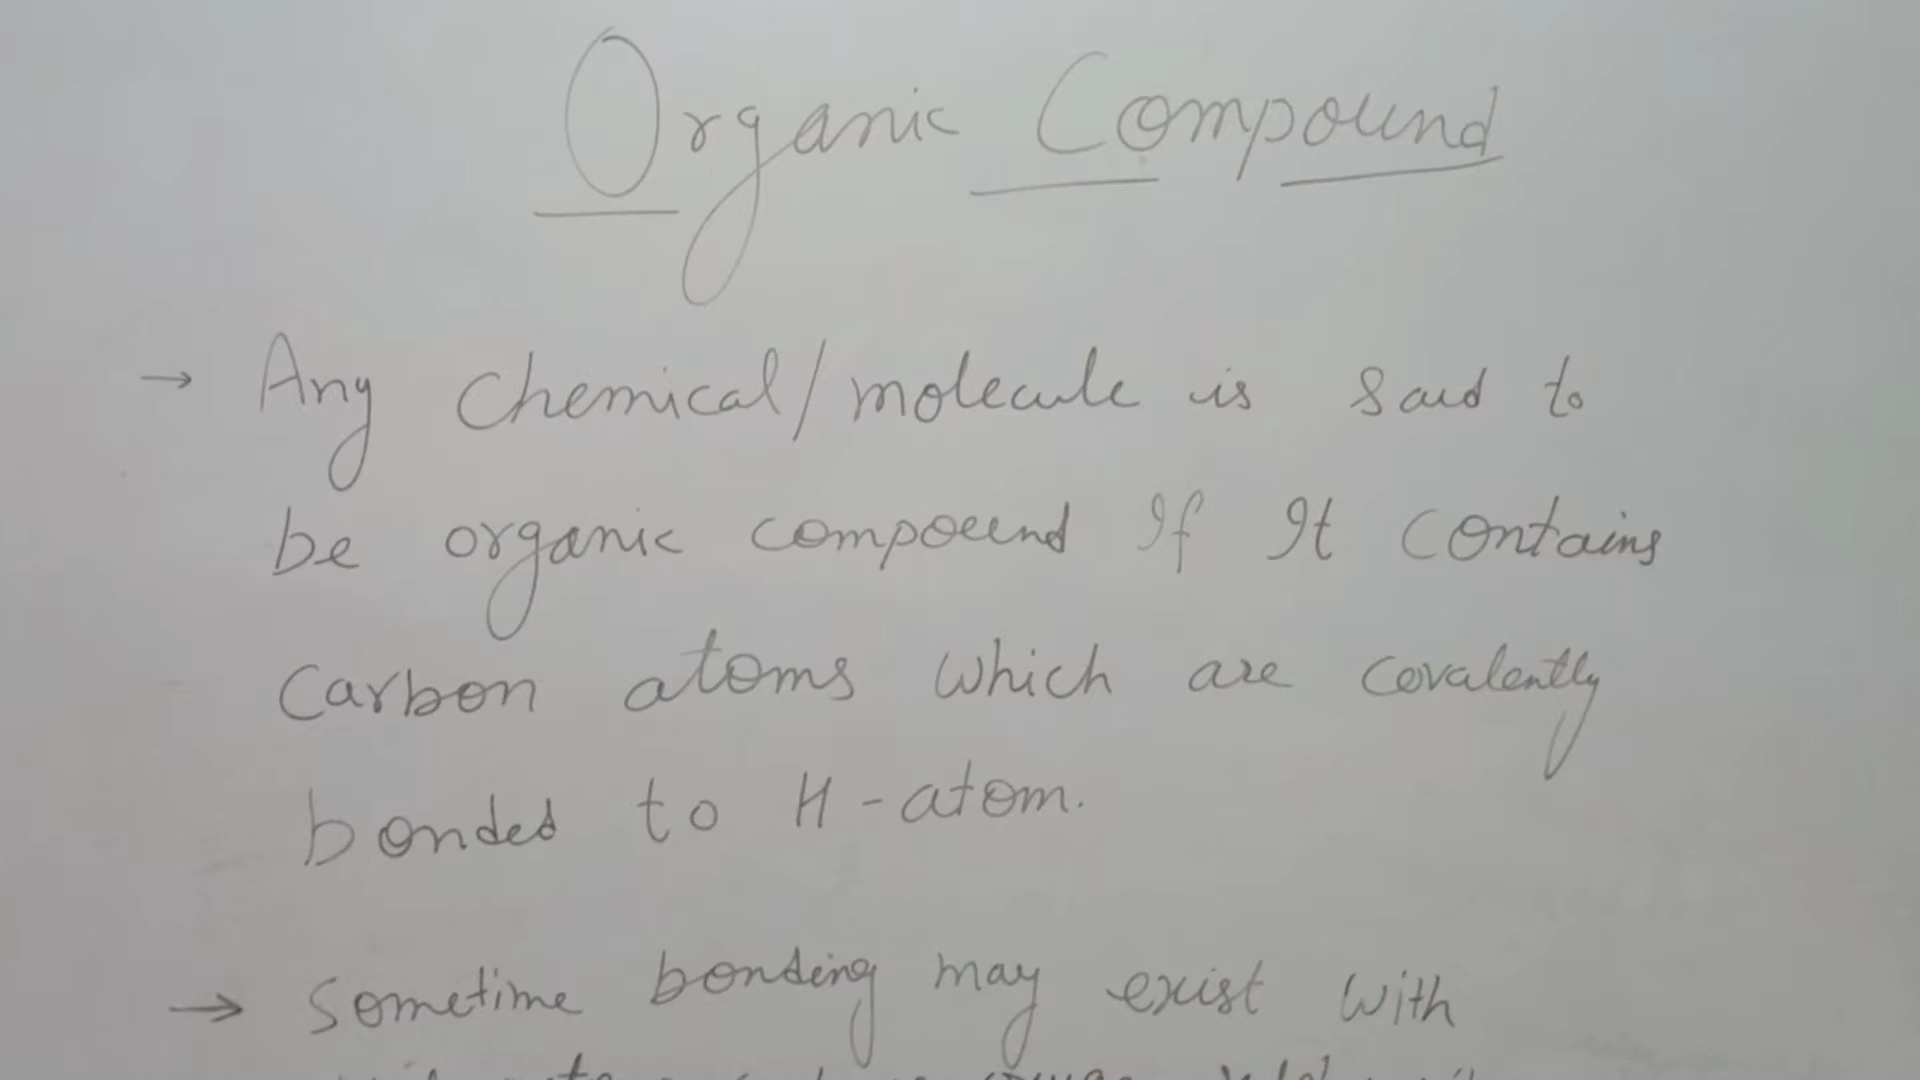 Organic Compound
→ Any Chemical/molecule is said to
be organic compound If It Contains
Carbon atoms which are covalently
bonded to H-atom.
→ Sometime bonding may exist with